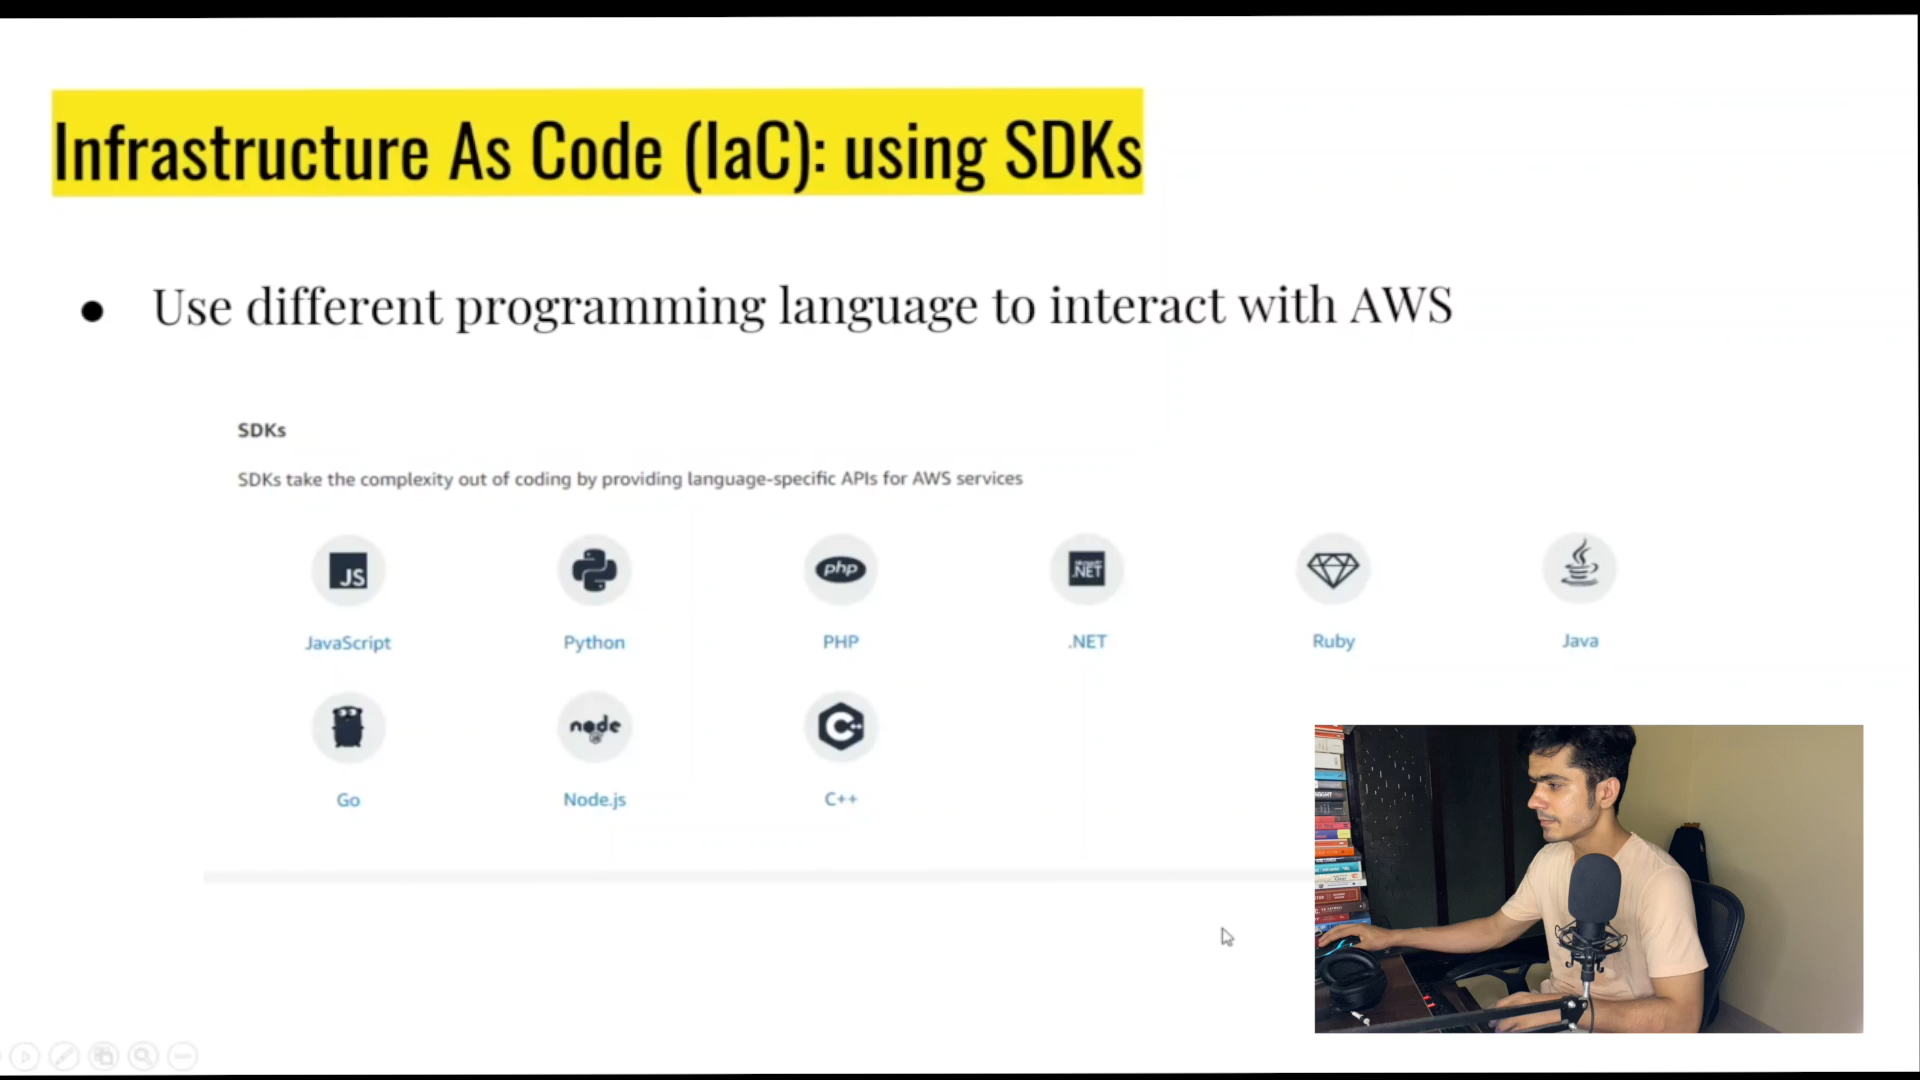 Infrastructure As Code (IaC): using SDKs
● Use different programming language to interact with AWS
SDKs
SDKs take the complexity out of coding by providing language-specific APIs for AWS services
JS
php
.NET
JavaScript
Python
PHP
.NET
Ruby
Java
node
C++
Go
Node.js
C++